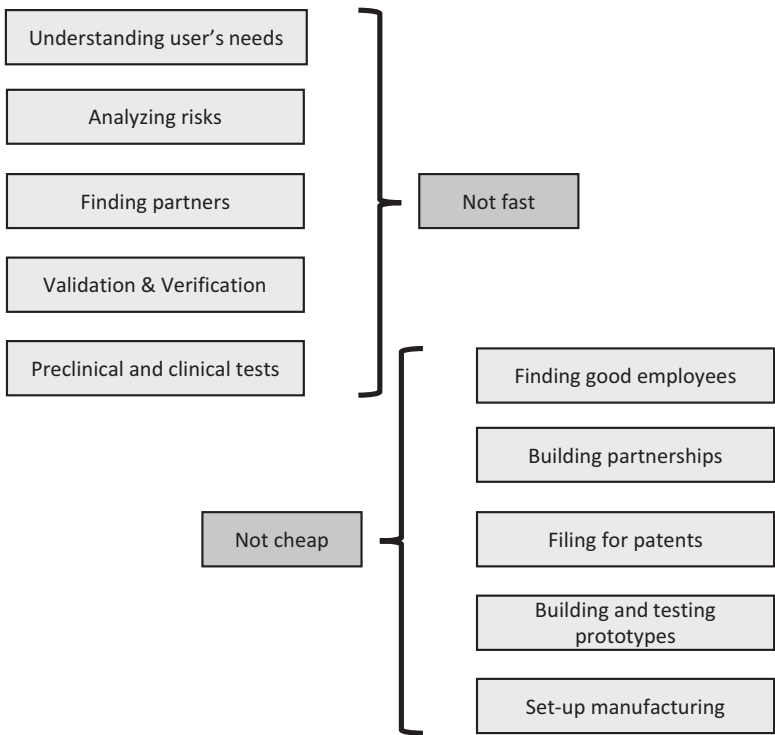 Understanding user's needs
Analyzing risks
Finding partners
Not fast
Validation & Verification
Preclinical and clinical tests
Finding good employees
Building partnerships
Not cheap
Filing for patents
Building and testing
prototypes
Set-up manufacturing